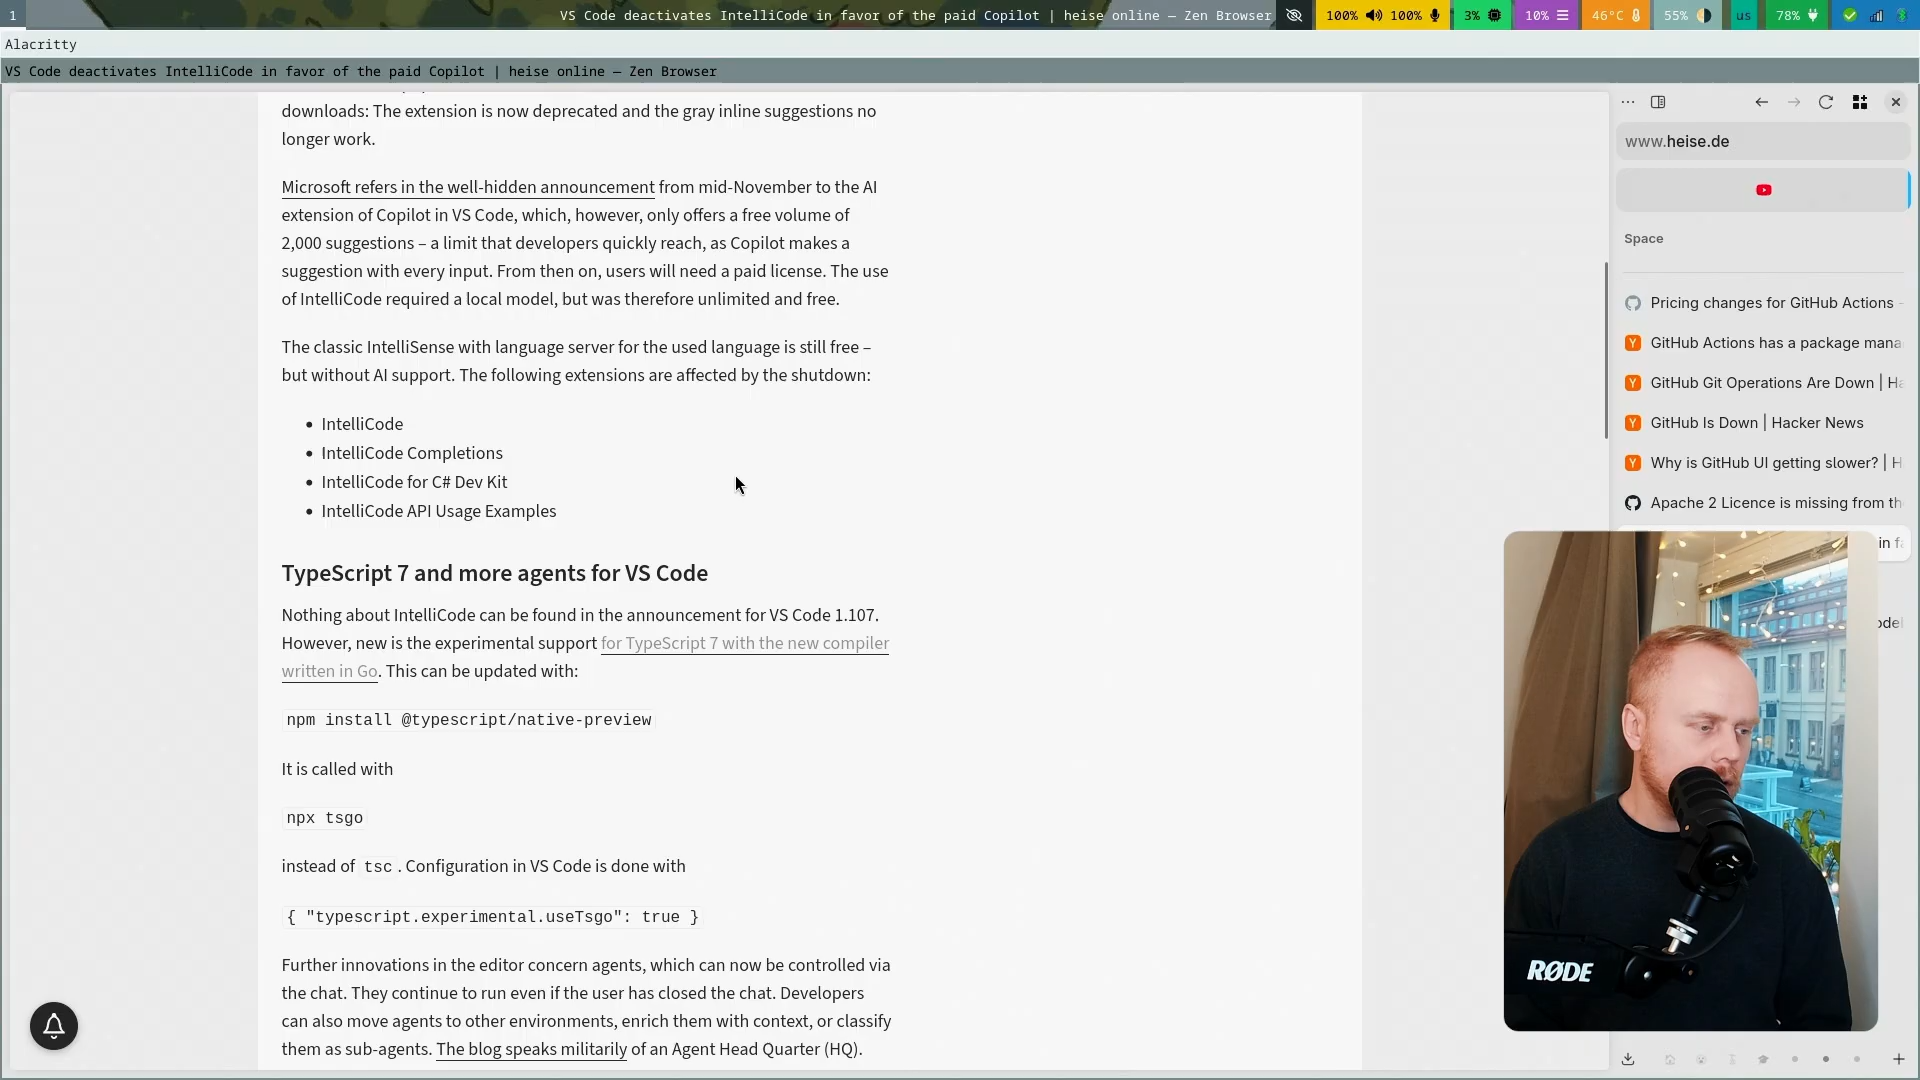 1
VS Code deactivates IntelliCode in favor of the paid Copilot | heise online — Zen Browser
100% 100%
3%
10%
46°C
55%
us
78%
Alacritty
VS Code deactivates IntelliCode in favor of the paid Copilot | heise online — Zen Browser
downloads: The extension is now deprecated and the gray inline suggestions no
longer work.
Microsoft refers in the well-hidden announcement from mid-November to the AI
extension of Copilot in VS Code, which, however, only offers a free volume of
2,000 suggestions – a limit that developers quickly reach, as Copilot makes a
suggestion with every input. From then on, users will need a paid license. The use
of IntelliCode required a local model, but was therefore unlimited and free.
The classic IntelliSense with language server for the used language is still free –
but without AI support. The following extensions are affected by the shutdown:
• IntelliCode
• IntelliCode Completions
• IntelliCode for C# Dev Kit
• IntelliCode API Usage Examples
TypeScript 7 and more agents for VS Code
Nothing about IntelliCode can be found in the announcement for VS Code 1.107.
However, new is the experimental support for TypeScript 7 with the new compiler
written in Go. This can be updated with:
npm install @typescript/native-preview
It is called with
npx tsgo
instead of tsc . Configuration in VS Code is done with
{ "typescript.experimental.useTsgo": true }
Further innovations in the editor concern agents, which can now be controlled via
the chat. They continue to run even if the user has closed the chat. Developers
can also move agents to other environments, enrich them with context, or classify
them as sub-agents. The blog speaks militarily of an Agent Head Quarter (HQ).
www.heise.de
Space
Pricing changes for GitHub Actions
GitHub Actions has a package mana
GitHub Git Operations Are Down | Ha
GitHub Is Down | Hacker News
Why is GitHub UI getting slower? | H
Apache 2 Licence is missing from th
in fa
odel
RØDE